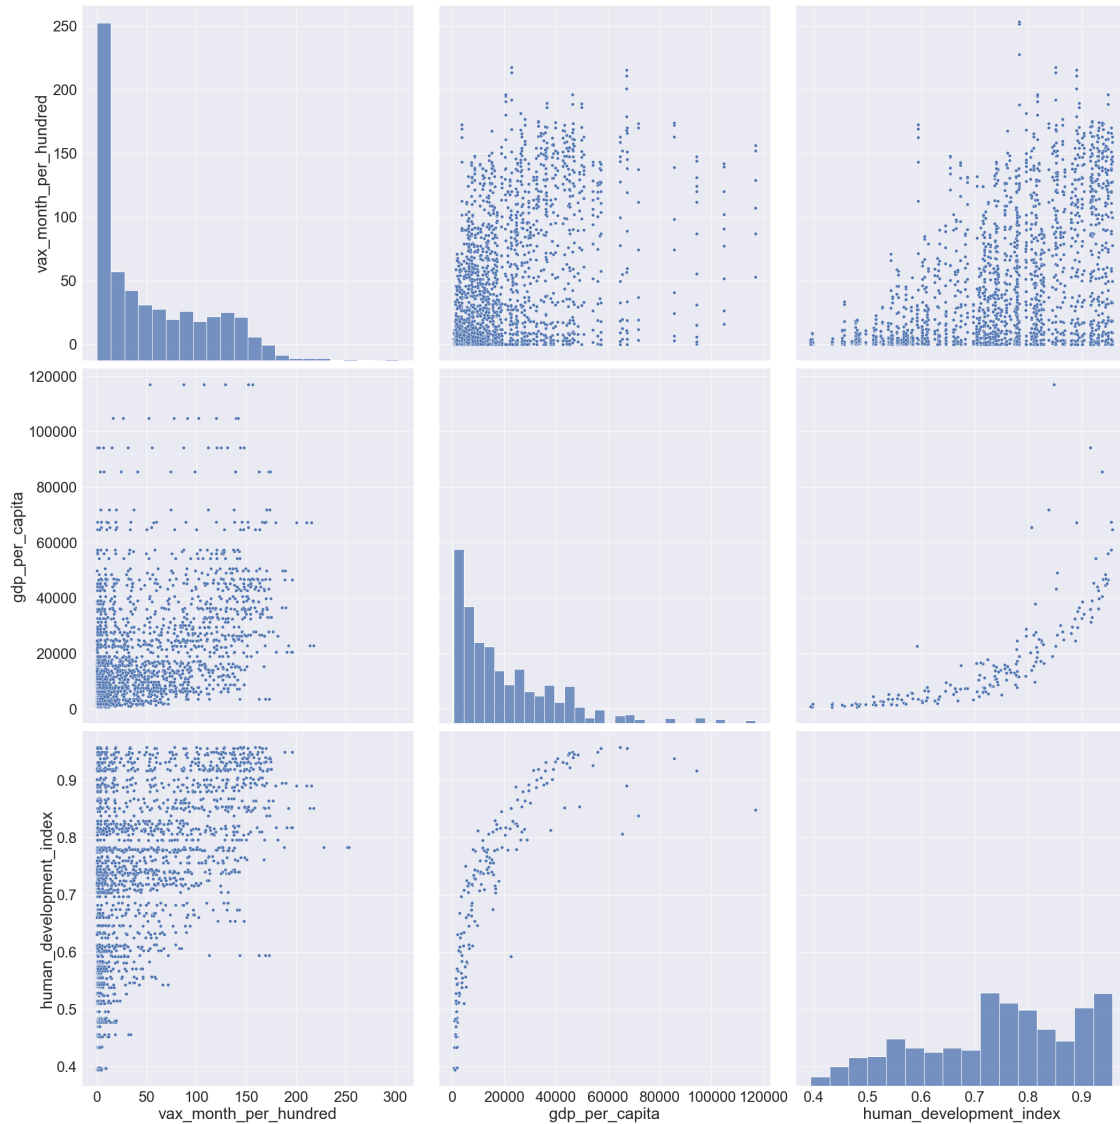 250
200
150
100
50
0
vax_month_per_hundred
120000
100000
80000
60000
40000
20000
0
gdp_per_capita
0.9
0.8
0.7
0.6
0.5
0.4
human_development_index
0 50 100 150 200 250 300
vax_month_per_hundred
0 20000 40000 60000 80000 100000 120000
gdp_per_capita
0.4 0.5 0.6 0.7 0.8 0.9
human_development_index